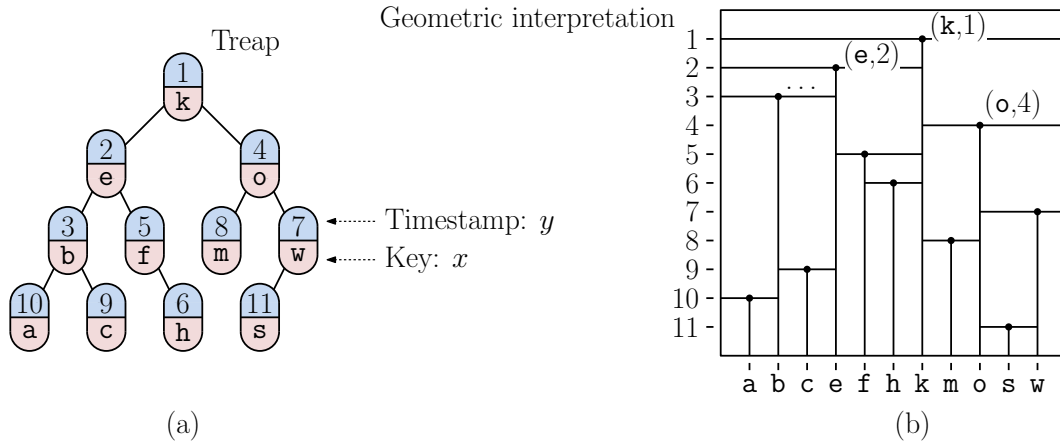 Treap
1
k
2 4
e o
3 5 8 7
b f m w
10 9 6 11
a c h s
Timestamp: y
Key: x
(a)
Geometric interpretation
(k,1)
(e,2)
...
(o,4)
1
2
3
4
5
6
7
8
9
10
11
a b c e f h k m o s w
(b)